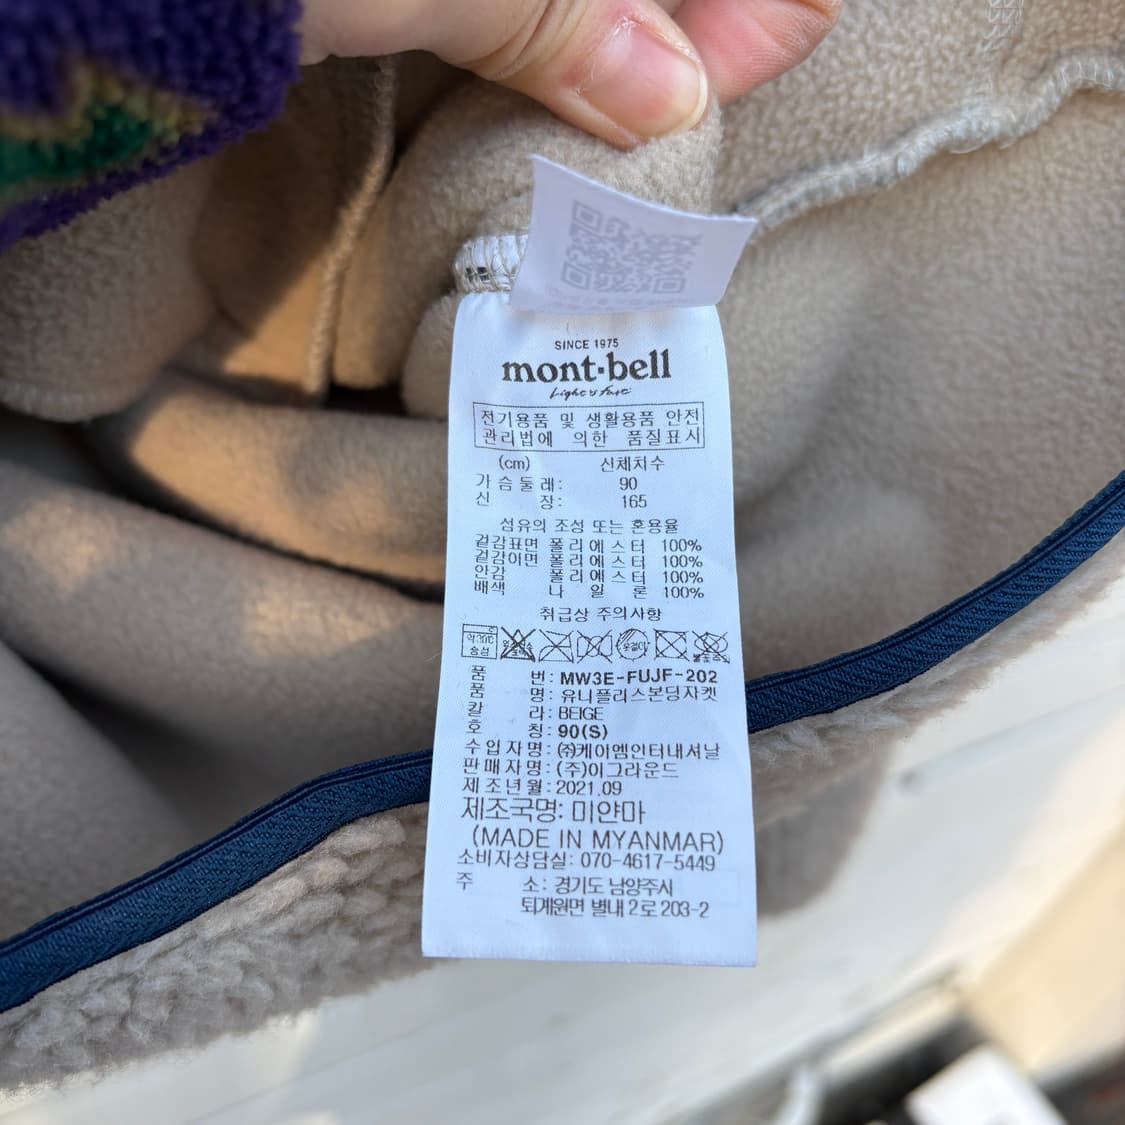 SINCE 1975
mont-bell
Light & Fast
전기용품 및 생활용품 안전
관리법에 의한 품질표시
(cm) 신체치수
가슴둘레: 90
신 장: 165
섬유의 조성 또는 혼용율
겉감표면 폴리에스터 100%
겉감이면 폴리에스터 100%
안감 폴리에스터 100%
배색 나 일 론 100%
취급상 주의사항
약30℃
중성
옷걸이
품 번: MW3E-FUJF-202
품 명: 유니플리스본딩자켓
칼 라: BEIGE
호 칭: 90(S)
수입자명: ㈜케이엠인터내셔날
판매자명: (주)이그라운드
제조년월: 2021.09
제조국명: 미얀마
(MADE IN MYANMAR)
소비자상담실: 070-4617-5449
주 소: 경기도 남양주시
퇴계원면 별내2로 203-2